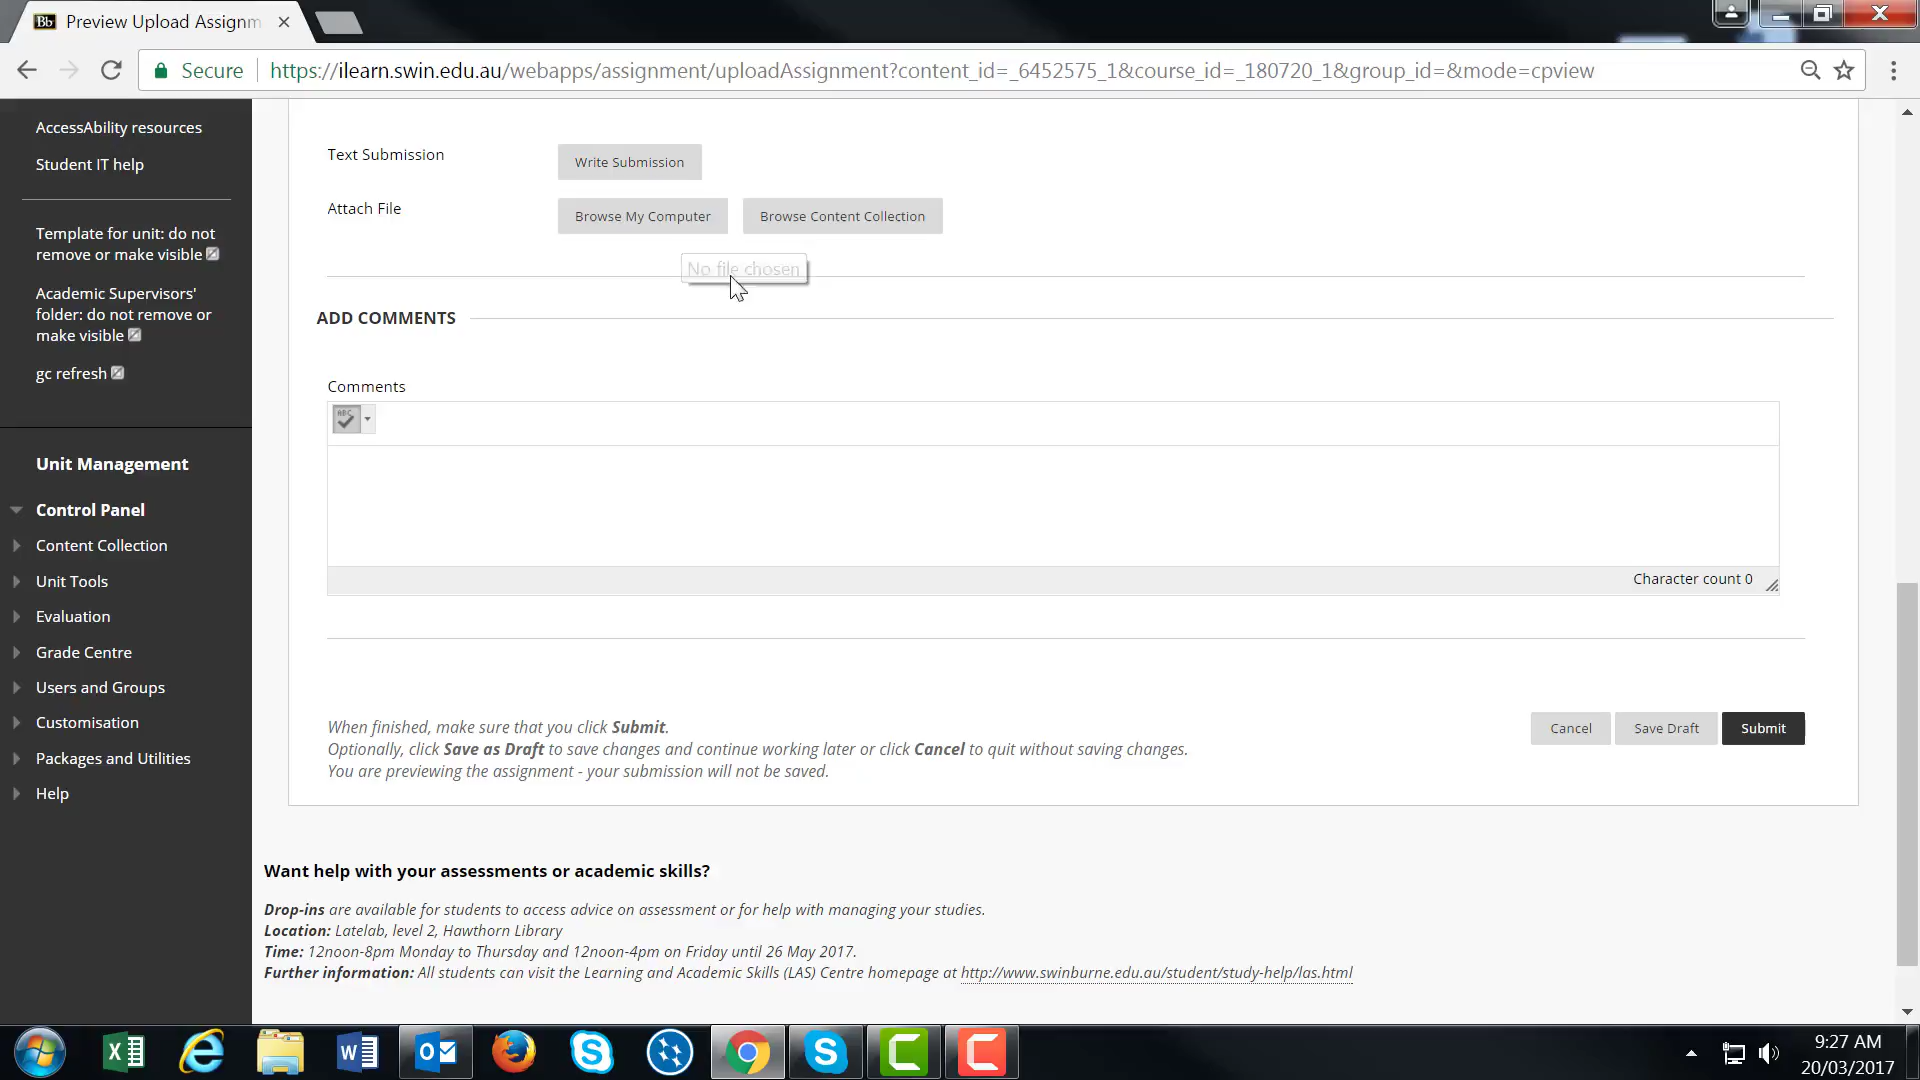 Preview Upload Assignm
Secure
https://ilearn.swin.edu.au/webapps/assignment/uploadAssignment?content_id=_6452575_1&course_id=_180720_1&group_id=&mode=cpview
AccessAbility resources
Student IT help
Template for unit: do not
remove or make visible
Academic Supervisors'
folder: do not remove or
make visible
gc refresh
Unit Management
Control Panel
Content Collection
Unit Tools
Evaluation
Grade Centre
Users and Groups
Customisation
Packages and Utilities
Help
Text Submission
Write Submission
Attach File
Browse My Computer
Browse Content Collection
No file chosen
ADD COMMENTS
Comments
ABC
Character count 0
When finished, make sure that you click Submit.
Optionally, click Save as Draft to save changes and continue working later or click Cancel to quit without saving changes.
You are previewing the assignment - your submission will not be saved.
Cancel
Save Draft
Submit
Want help with your assessments or academic skills?
Drop-ins are available for students to access advice on assessment or for help with managing your studies.
Location: Latelab, level 2, Hawthorn Library
Time: 12noon-8pm Monday to Thursday and 12noon-4pm on Friday until 26 May 2017.
Further information: All students can visit the Learning and Academic Skills (LAS) Centre homepage at http://www.swinburne.edu.au/student/study-help/las.html
9:27 AM
20/03/2017